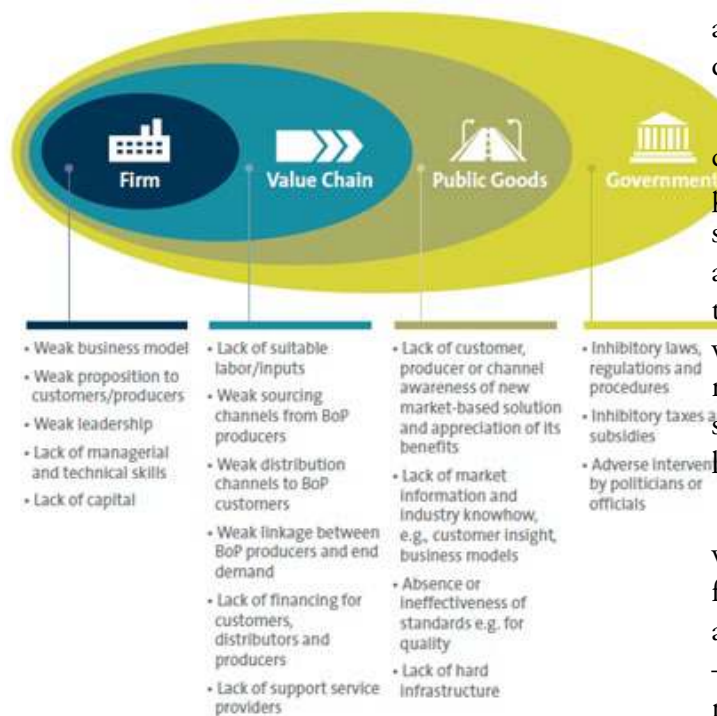 Firm
Value Chain
Public Goods
Government
• Weak business model
• Weak proposition to
customers/producers
• Weak leadership
• Lack of managerial
and technical skills
• Lack of capital
• Lack of suitable
labor/inputs
• Weak sourcing
channels from BoP
producers
• Weak distribution
channels to BoP
customers
• Weak linkage between
BoP producers and end
demand
• Lack of financing for
customers,
distributors and
producers
• Lack of support service
providers
• Lack of customer,
producer or channel
awareness of new
market-based solution
and appreciation of its
benefits
• Lack of market
information and
industry knowhow,
e.g., customer insight,
business models
• Absence or
ineffectiveness of
standards e.g. for
quality
• Lack of hard
infrastructure
• Inhibitory laws,
regulations and
procedures
• Inhibitory taxes
subsidies
• Adverse
by politicians or
officials